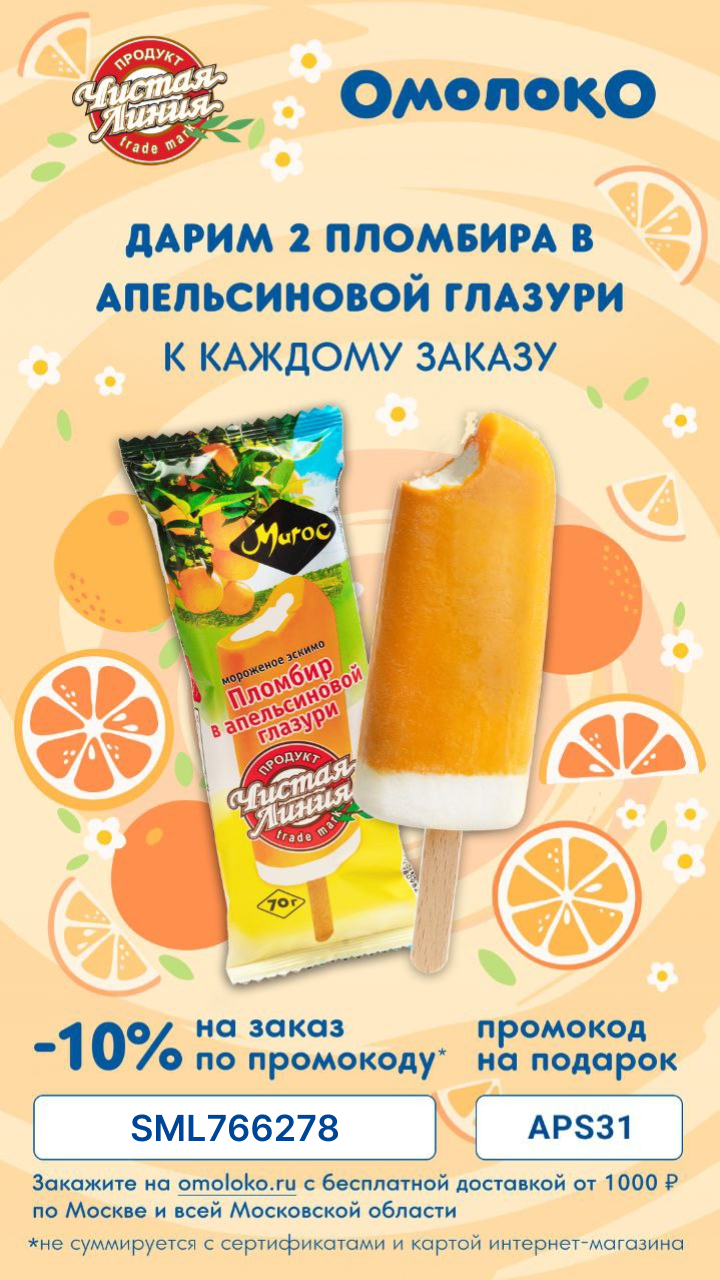 ПРОДУКТ
Чистая
Линия
trade mark
ОмолокО
ДАРИМ 2 ПЛОМБИРА В
АПЕЛЬСИНОВОЙ ГЛАЗУРИ
К КАЖДОМУ ЗАКАЗУ
Maroc
мороженое эскимо
Пломбир
в апельсиновой
глазури
ПРОДУКТ
Чистая
Линия
trade mar
70г
-10% на заказ
по промокоду*
промокод
на подарок
SML766278
APS31
Закажите на omoloko.ru с бесплатной доставкой от 1000 ₽
по Москве и всей Московской области
*не суммируется с сертификатами и картой интернет-магазина